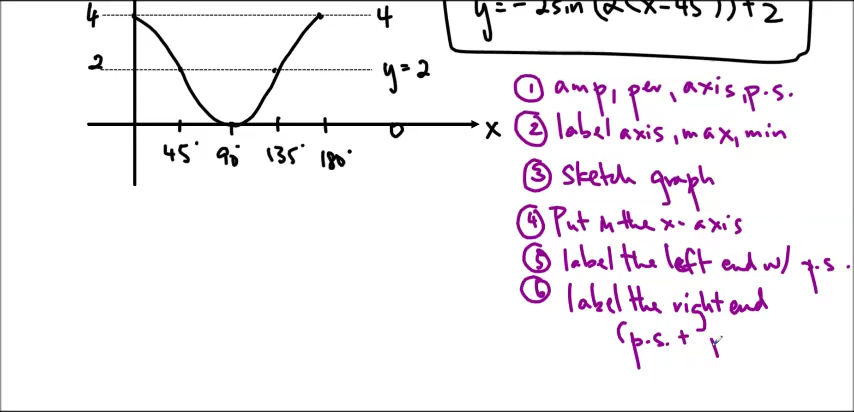 y = -2sin(2(x-45°))+2
4 4
2 y = 2
0 x
45° 90° 135° 180°
① amp, per, axis, p.s.
② label axis, max, min
③ sketch graph
④ Put in the x-axis
⑤ label the left end w/ p.s.
⑥ label the right end
(p.s. + p